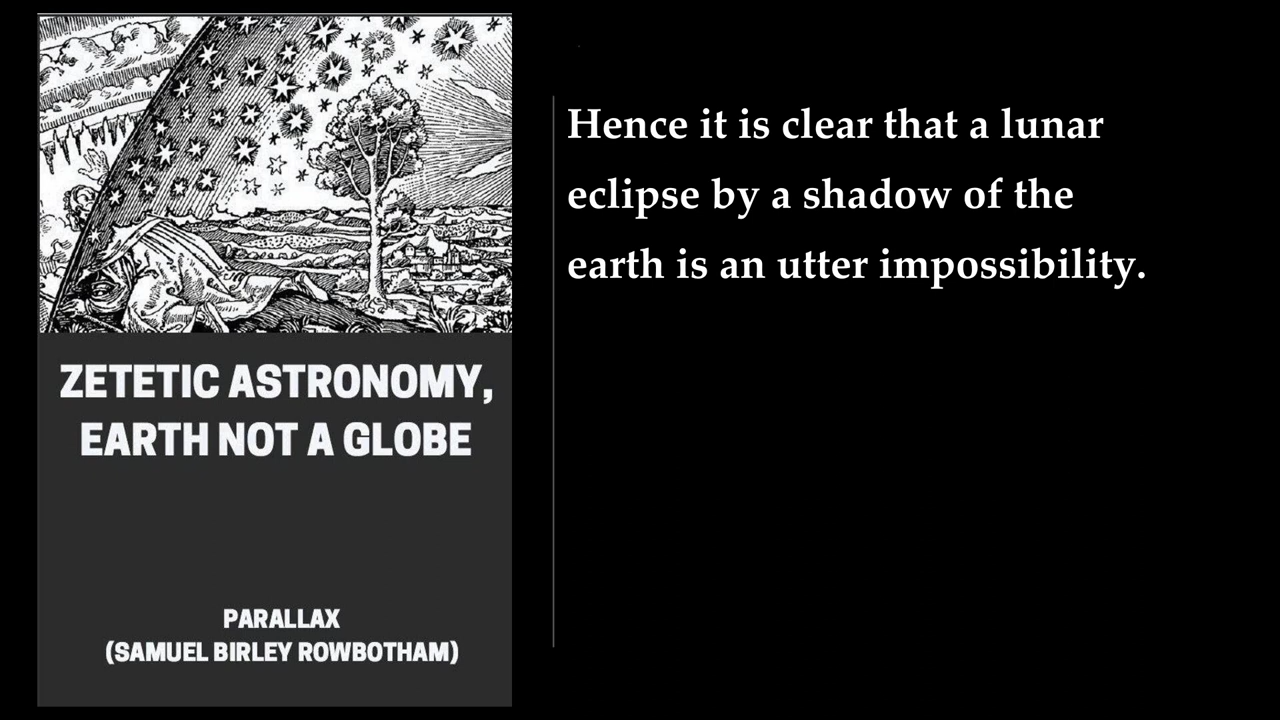 ZETETIC ASTRONOMY,
EARTH NOT A GLOBE
PARALLAX
(SAMUEL BIRLEY ROWBOTHAM)
Hence it is clear that a lunar
eclipse by a shadow of the
earth is an utter impossibility.